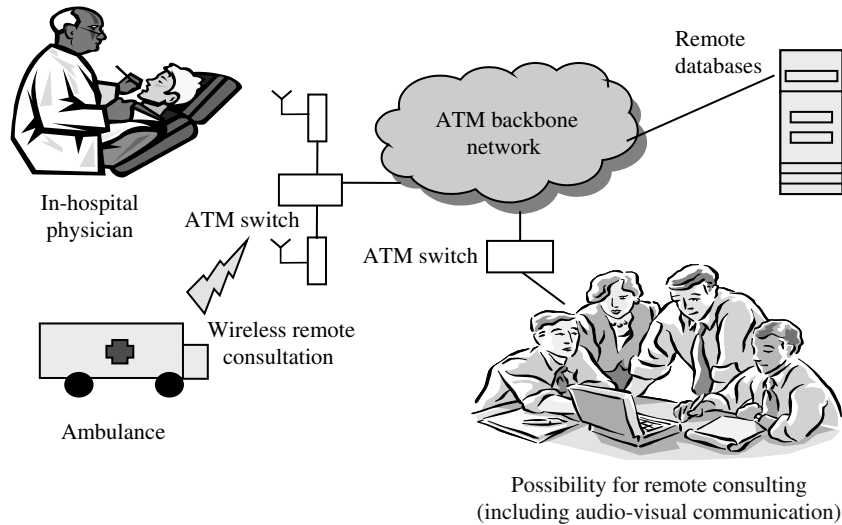 Remote
databases
ATM backbone
network
In-hospital
physician
ATM switch
ATM switch
Wireless remote
consultation
Ambulance
Possibility for remote consulting
(including audio-visual communication)